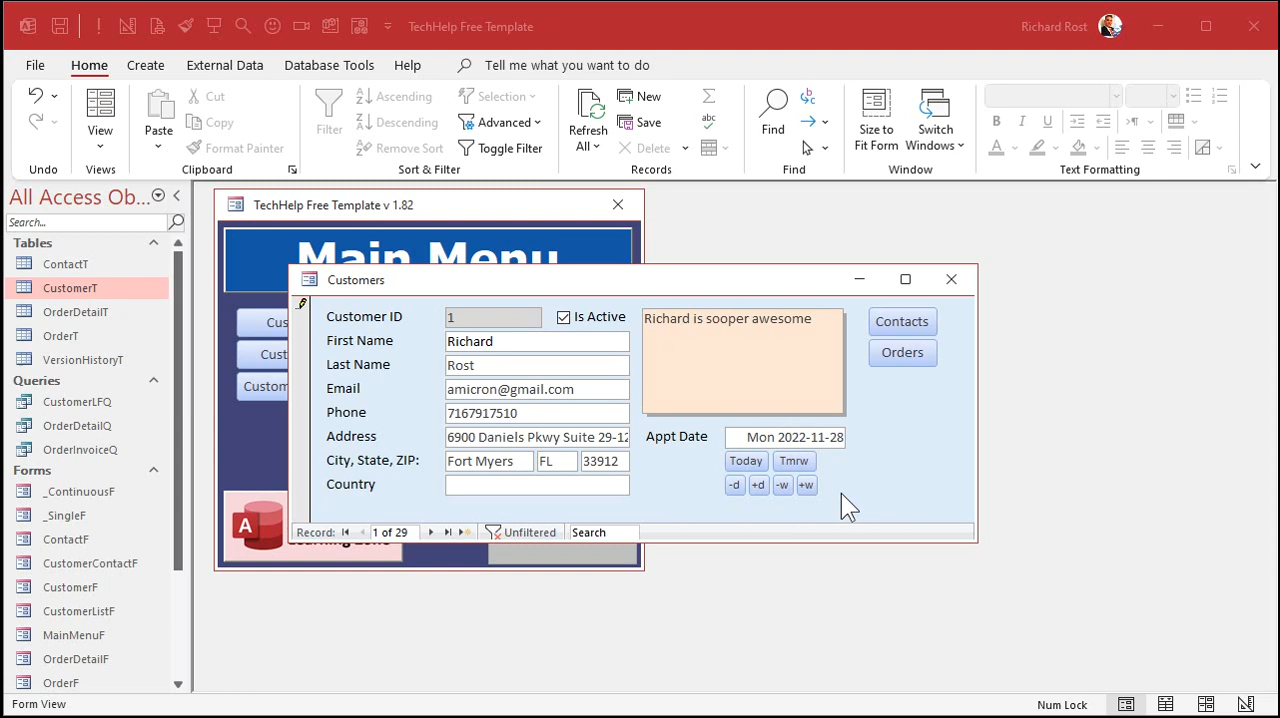 TechHelp Free Template
Richard Rost
File Home Create External Data Database Tools Help Tell me what you want to do
View
Paste
Cut
Copy
Format Painter
Filter
Ascending
Descending
Remove Sort
Selection
Advanced
Toggle Filter
Refresh
All
New
Save
Delete
Find
Size to
Fit Form
Switch
Windows
B I U
A
Undo Views Clipboard Sort & Filter Records Find Window Text Formatting
All Access Ob...
Search...
Tables
ContactT
CustomerT
OrderDetailT
OrderT
VersionHistoryT
Queries
CustomerLFQ
OrderDetailQ
OrderInvoiceQ
Forms
_ContinuousF
_SingleF
ContactF
CustomerContactF
CustomerF
CustomerListF
MainMenuF
OrderDetailF
OrderF
TechHelp Free Template v 1.82
Main Menu
Cus
Cust
Custom
A
Customers
Customer ID 1 Is Active
First Name Richard
Last Name Rost
Email amicron@gmail.com
Phone 7167917510
Address 6900 Daniels Pkwy Suite 29-12
City, State, ZIP: Fort Myers FL 33912
Country
Richard is sooper awesome
Contacts
Orders
Appt Date Mon 2022-11-28
Today Tmrw
-d +d -w +w
Record: 1 of 29 Unfiltered Search
Form View
Num Lock